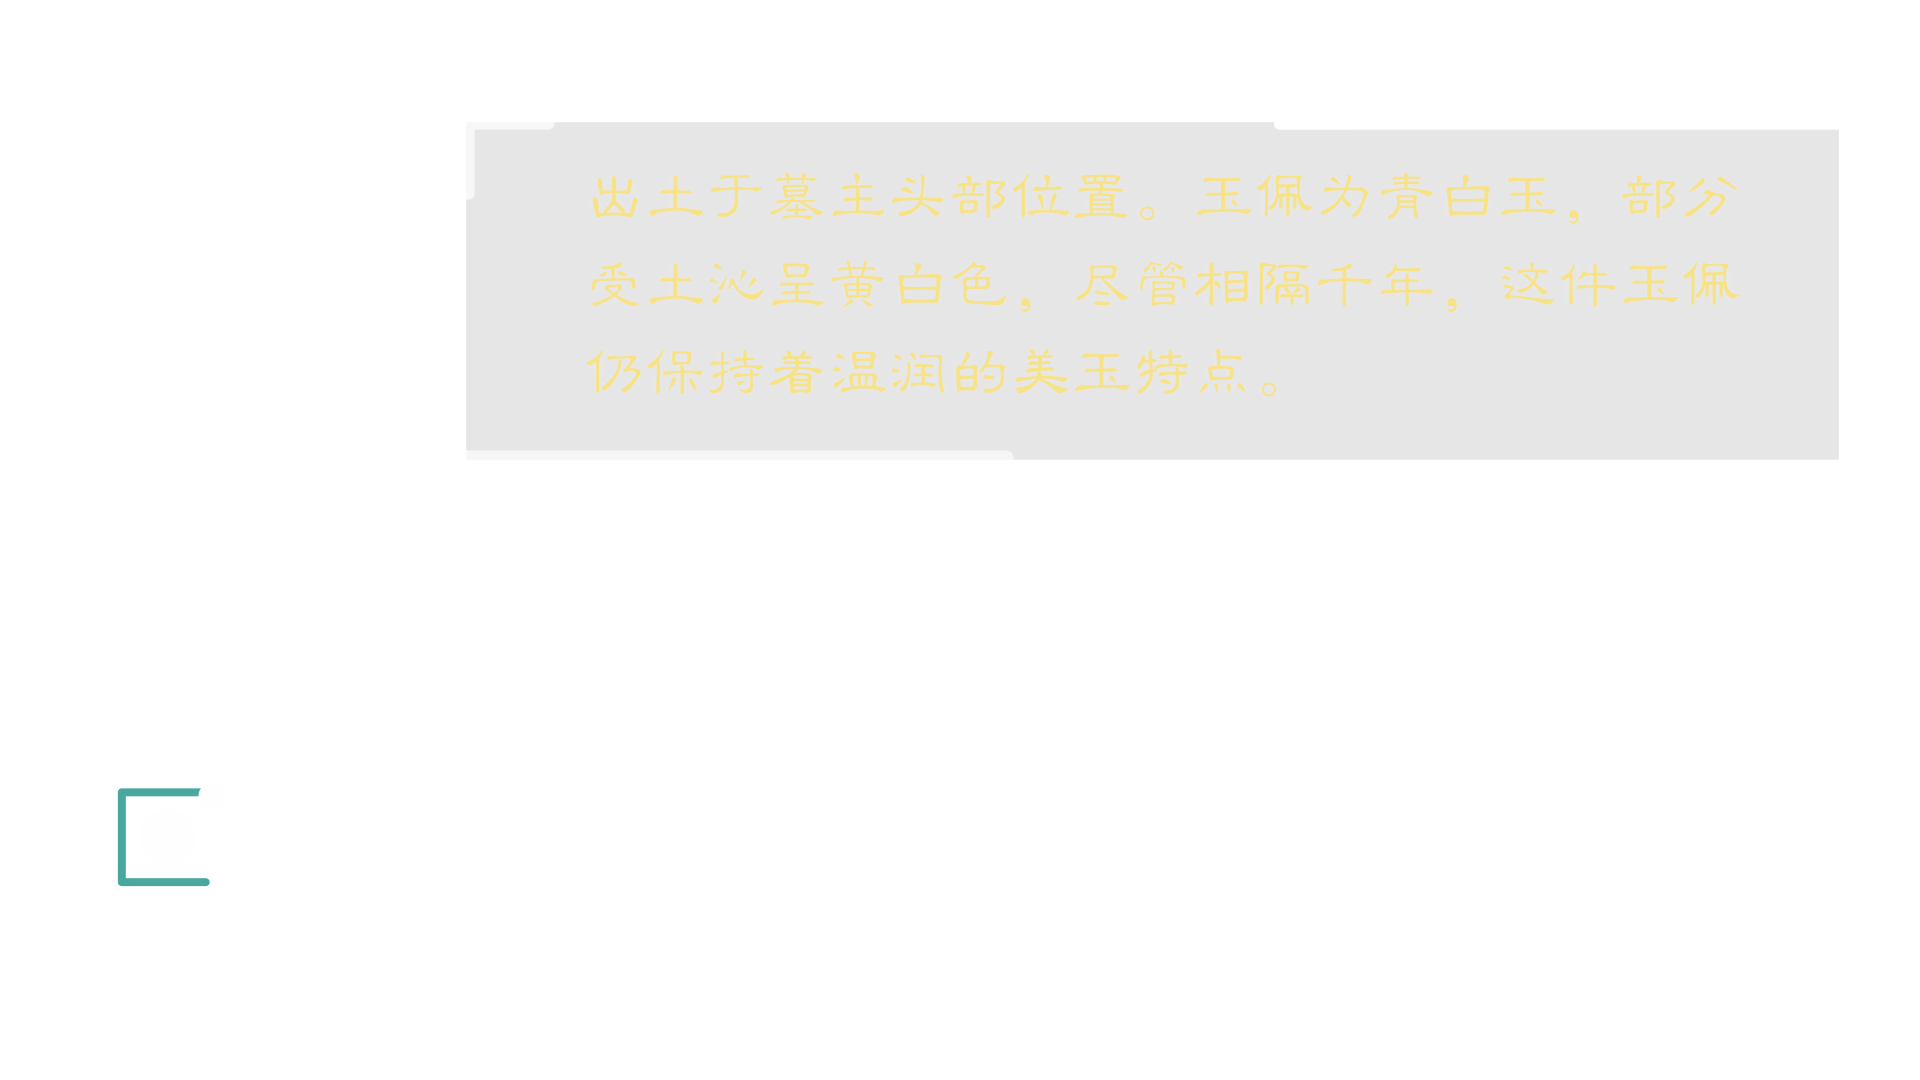 出土于墓主头部位置。玉佩为青白玉，部分
受土沁呈黄白色，尽管相隔千年，这件玉佩
仍保持着温润的美玉特点。